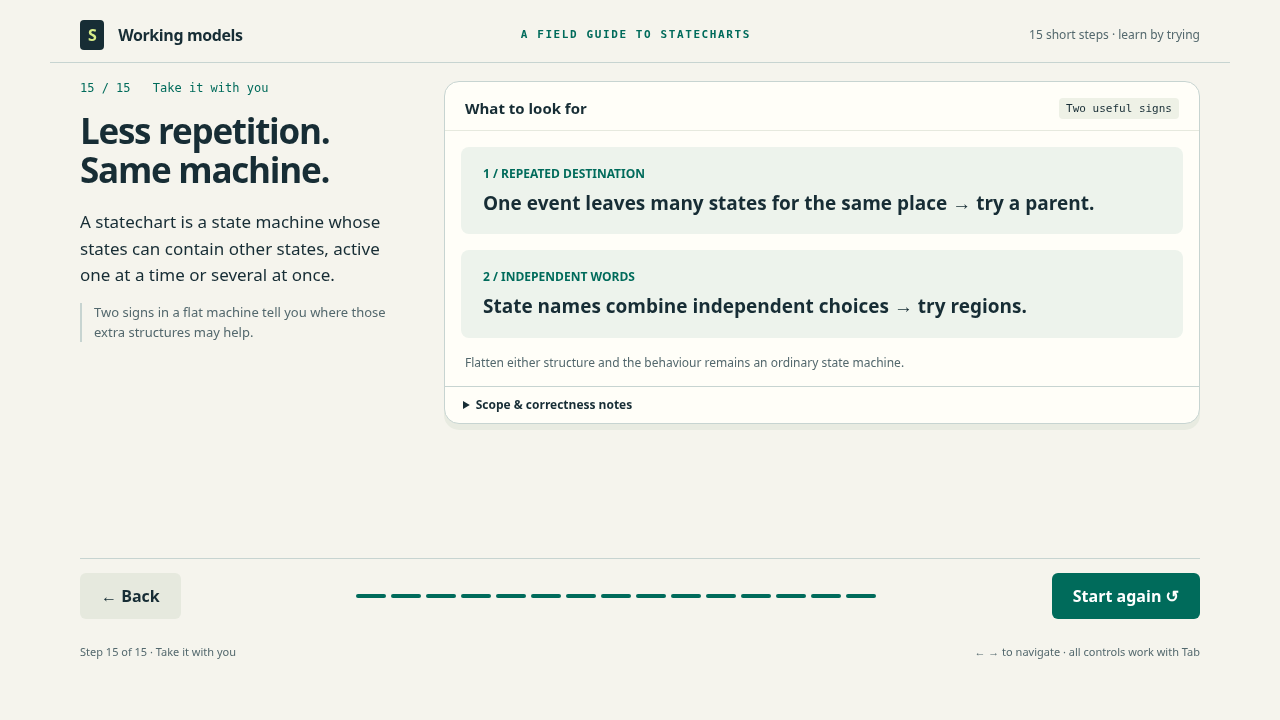 S
Working models
A FIELD GUIDE TO STATECHARTS
15 short steps · learn by trying
15 / 15 Take it with you
Less repetition.
Same machine.
A statechart is a state machine whose
states can contain other states, active
one at a time or several at once.
Two signs in a flat machine tell you where those
extra structures may help.
What to look for
Two useful signs
1 / REPEATED DESTINATION
One event leaves many states for the same place → try a parent.
2 / INDEPENDENT WORDS
State names combine independent choices → try regions.
Flatten either structure and the behaviour remains an ordinary state machine.
▶ Scope & correctness notes
← Back
Start again ↺
Step 15 of 15 · Take it with you
← → to navigate · all controls work with Tab